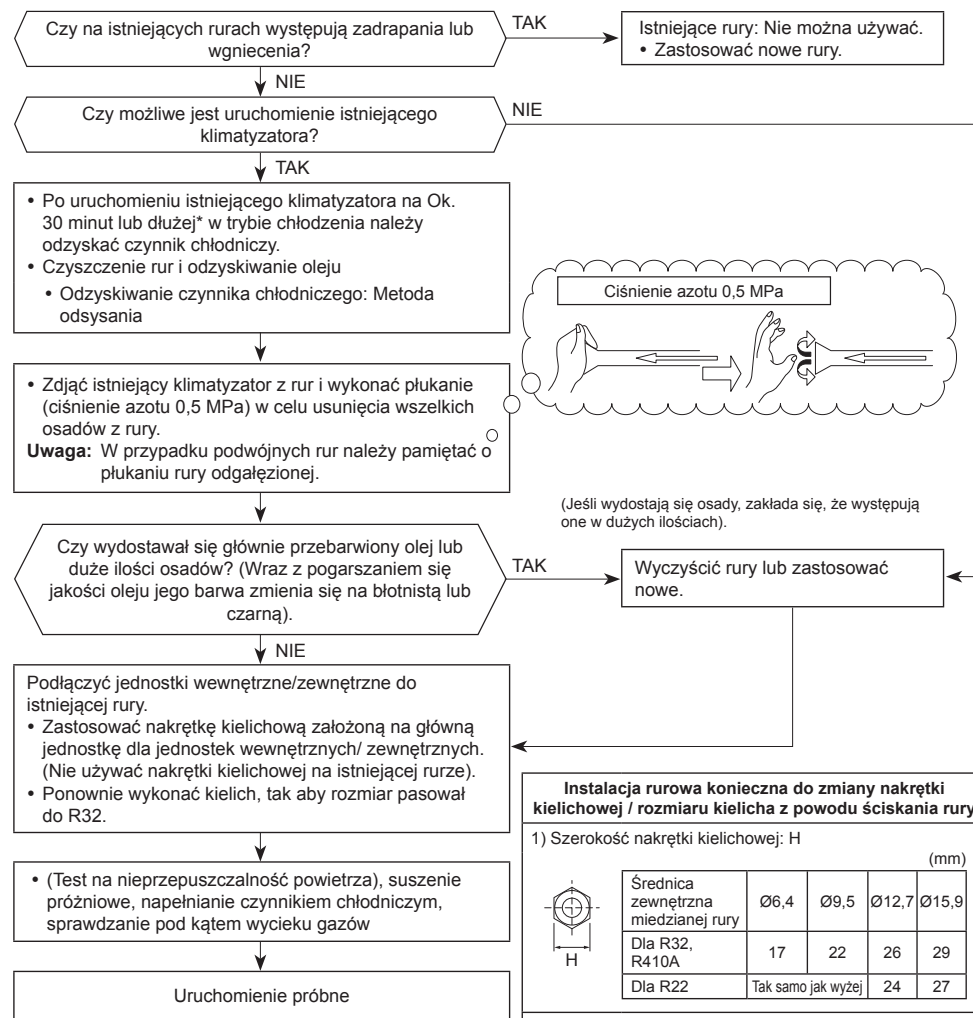 Czy na istniejących rurach występują zadrapania lub
wgniecenia?
TAK
Istniejące rury: Nie można używać.
• Zastosować nowe rury.
NIE
Czy możliwe jest uruchomienie istniejącego
klimatyzatora?
NIE
TAK
• Po uruchomieniu istniejącego klimatyzatora na Ok.
30 minut lub dłużej* w trybie chłodzenia należy
odzyskać czynnik chłodniczy.
• Czyszczenie rur i odzyskiwanie oleju
• Odzyskiwanie czynnika chłodniczego: Metoda
odsysania
Ciśnienie azotu 0,5 MPa
• Zdjąć istniejący klimatyzator z rur i wykonać płukanie
(ciśnienie azotu 0,5 MPa) w celu usunięcia wszelkich
osadów z rury.
Uwaga: W przypadku podwójnych rur należy pamiętać o
płukaniu rury odgałęzionej.
(Jeśli wydostają się osady, zakłada się, że występują
one w dużych ilościach).
Czy wydostawał się głównie przebarwiony olej lub
duże ilości osadów? (Wraz z pogarszaniem się
jakości oleju jego barwa zmienia się na błotnistą lub
czarną).
TAK
Wyczyścić rury lub zastosować
nowe.
NIE
Podłączyć jednostki wewnętrzne/zewnętrzne do
istniejącej rury.
• Zastosować nakrętkę kielichową założoną na główną
jednostkę dla jednostek wewnętrznych/ zewnętrznych.
(Nie używać nakrętki kielichowej na istniejącej rurze).
• Ponownie wykonać kielich, tak aby rozmiar pasował
do R32.
• (Test na nieprzepuszczalność powietrza), suszenie
próżniowe, napełnianie czynnikiem chłodniczym,
sprawdzanie pod kątem wycieku gazów
Uruchomienie próbne
Instalacja rurowa konieczna do zmiany nakrętki
kielichowej / rozmiaru kielicha z powodu ściskania rury
1) Szerokość nakrętki kielichowej: H
(mm)
H
Średnica
zewnętrzna
miedzianej rury
Ø6,4 Ø9,5 Ø12,7 Ø15,9
Dla R32,
R410A
17 22 26 29
Dla R22 Tak samo jak wyżej 24 27